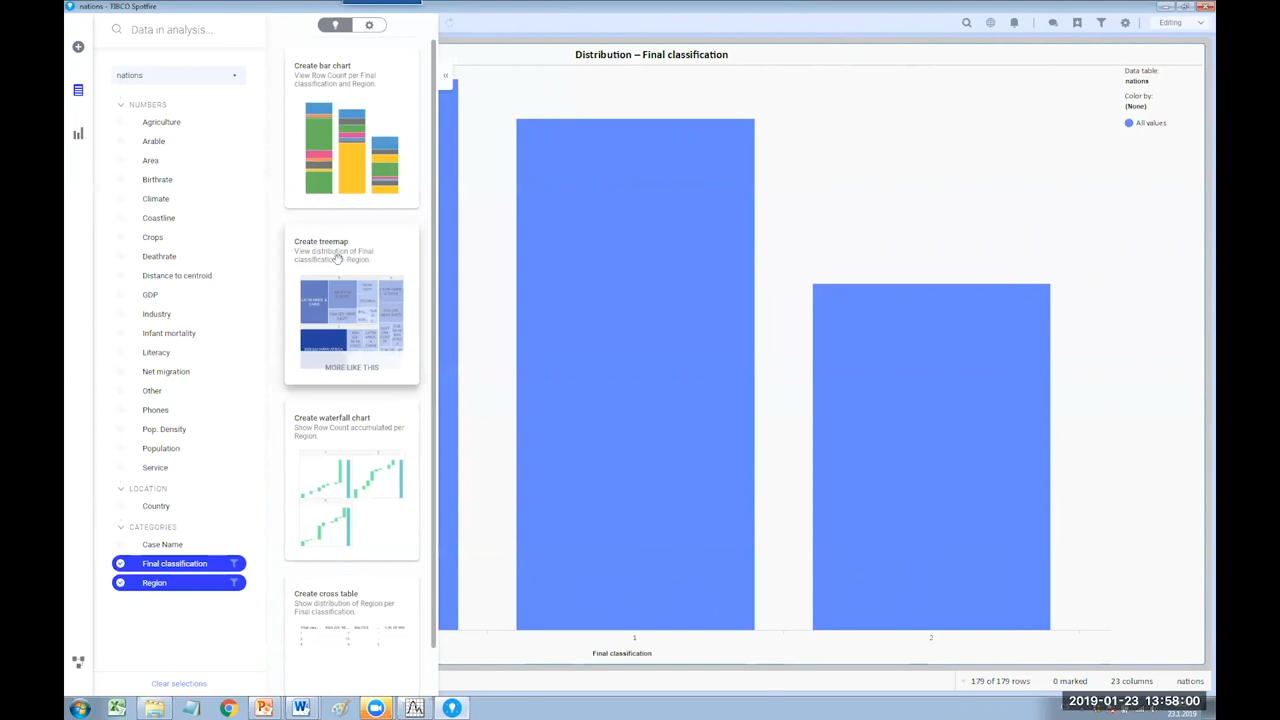 nations - TIBCO Spotfire
Data in analysis...
Editing
nations
NUMBERS
Agriculture
Arable
Area
Birthrate
Climate
Coastline
Crops
Deathrate
Distance to centroid
GDP
Industry
Infant mortality
Literacy
Net migration
Other
Phones
Pop. Density
Population
Service
LOCATION
Country
CATEGORIES
Case Name
Final classification
Region
Clear selections
Create bar chart
View Row Count per Final
classification and Region.
Create treemap
View distribution of Final
Region.
MORE LIKE THIS
Create waterfall chart
Show Row Count accumulated per
Region.
Create cross table
Show distribution of Region per
Final classification.
Distribution – Final classification
Data table:
nations
Color by:
(None)
All values
1
2
Final classification
179 of 179 rows
0 marked
23 columns
nations
2019-01-23 13:58:00
23.1.2019